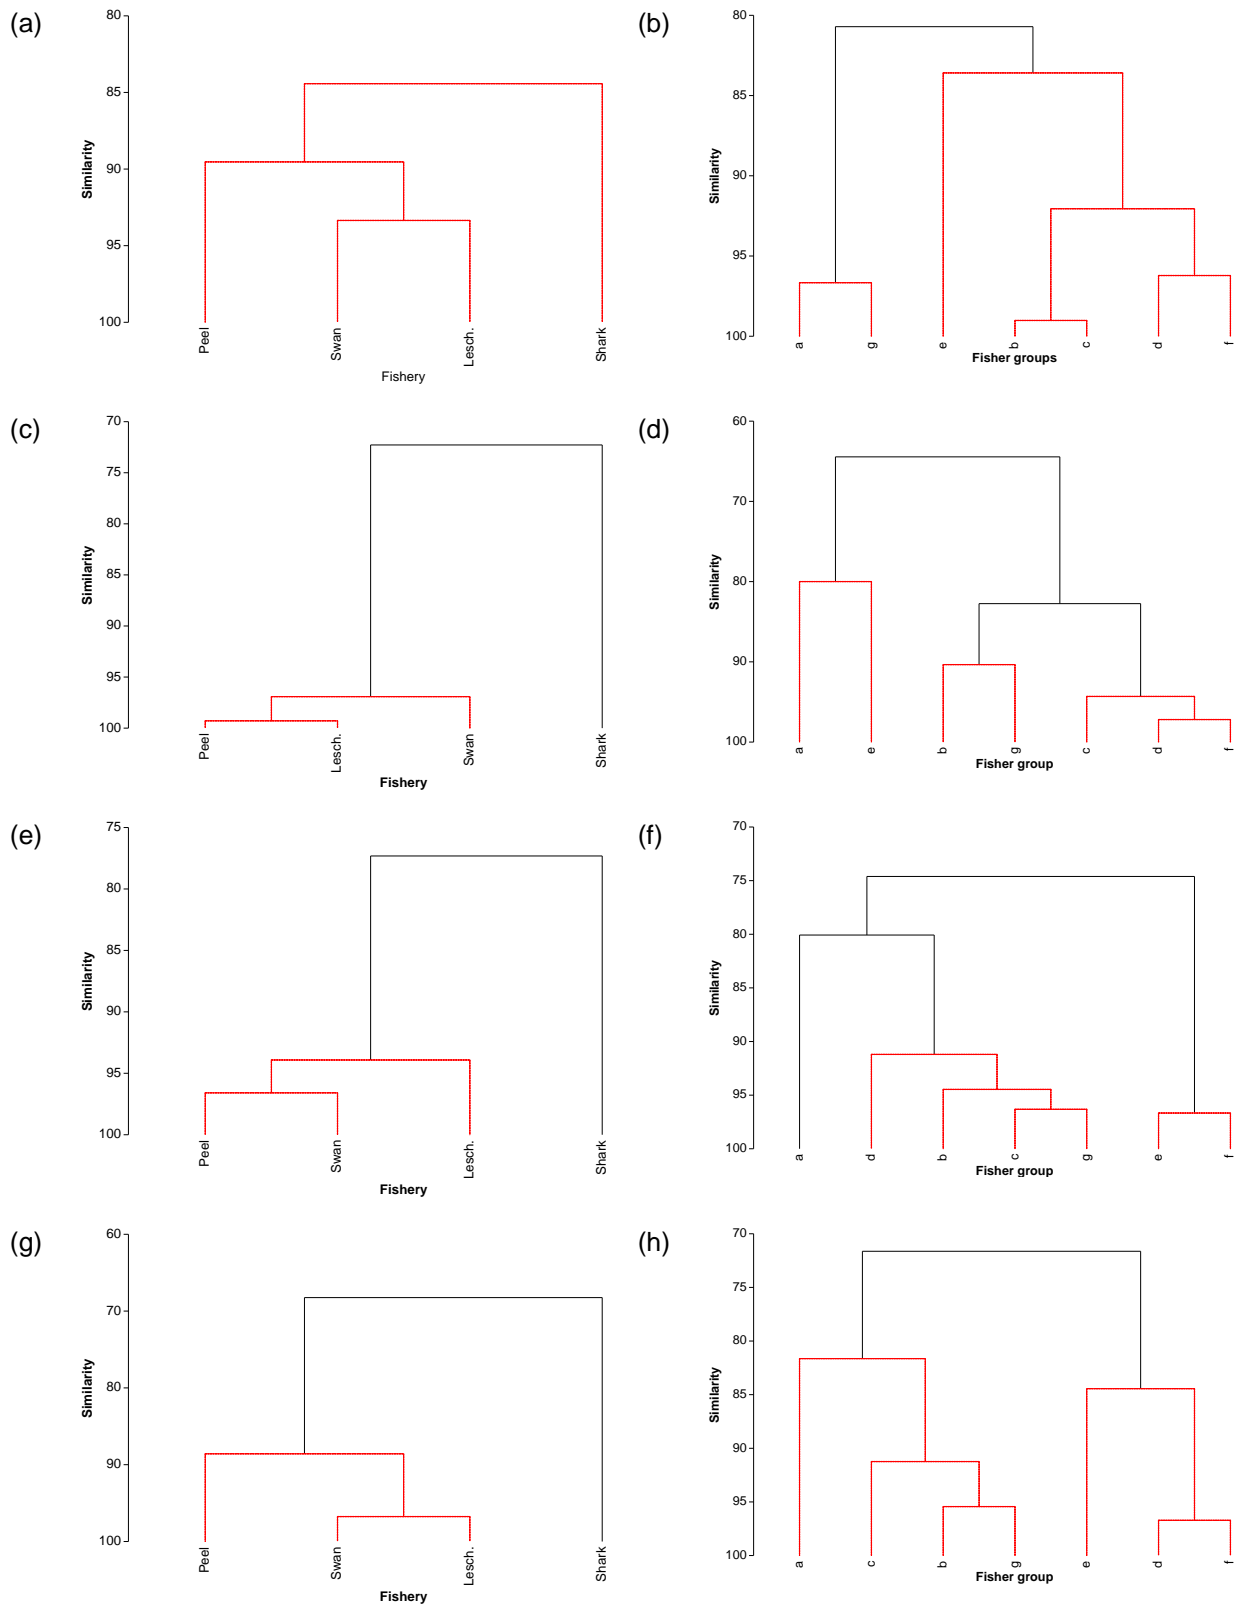 (a)
80
85
90
95
100
Similarity
Peel
Swan
Lesch.
Shark
Fishery
(b)
80
85
90
95
100
Similarity
a
g
e
b
c
d
f
Fisher groups
(c)
70
75
80
85
90
95
100
Similarity
Peel
Lesch.
Swan
Shark
Fishery
(d)
60
70
80
90
100
Similarity
a
e
b
g
c
d
f
Fisher group
(e)
75
80
85
90
95
100
Similarity
Peel
Swan
Lesch.
Shark
Fishery
(f)
70
75
80
85
90
95
100
Similarity
a
d
b
c
g
e
f
Fisher group
(g)
60
70
80
90
100
Similarity
Peel
Swan
Lesch.
Shark
Fishery
(h)
70
75
80
85
90
95
100
Similarity
a
c
b
g
e
d
f
Fisher group